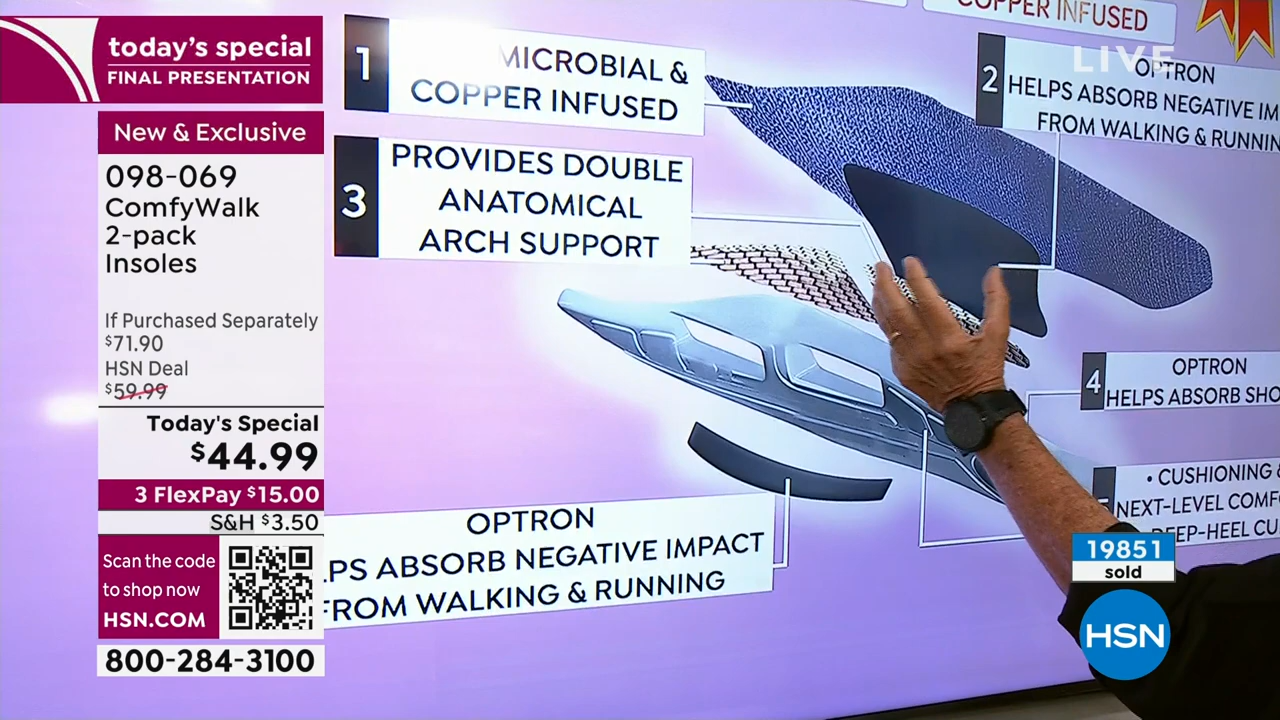 today's special
FINAL PRESENTATION
New & Exclusive
098-069
ComfyWalk
2-pack
Insoles
If Purchased Separately
$71.90
HSN Deal
$59.99
Today's Special
$44.99
3 FlexPay $15.00
S&H $3.50
Scan the code
to shop now
HSN.COM
800-284-3100
1
MICROBIAL &
COPPER INFUSED
3
PROVIDES DOUBLE
ANATOMICAL
ARCH SUPPORT
OPTRON
LPS ABSORB NEGATIVE IMPACT
FROM WALKING & RUNNING
COPPER INFUSED
LIVE
2
OPTRON
HELPS ABSORB NEGATIVE IM
FROM WALKING & RUNNIN
4
OPTRON
HELPS ABSORB SHO
• CUSHIONING &
NEXT-LEVEL COMF
EEP-HEEL CU
19851
sold
HSN